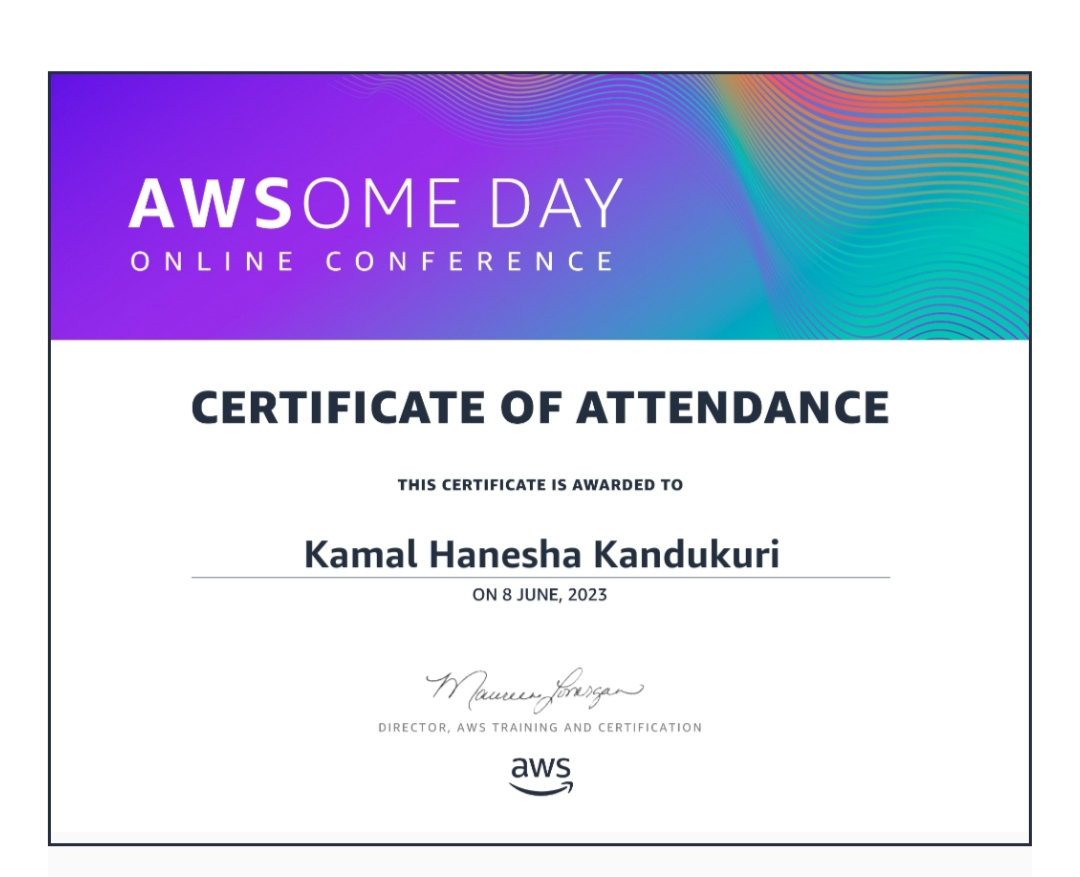 AWSOME DAY
ONLINE CONFERENCE
CERTIFICATE OF ATTENDANCE
THIS CERTIFICATE IS AWARDED TO
Kamal Hanesha Kandukuri
ON 8 JUNE, 2023
Maureen Lonergan
DIRECTOR, AWS TRAINING AND CERTIFICATION
aws